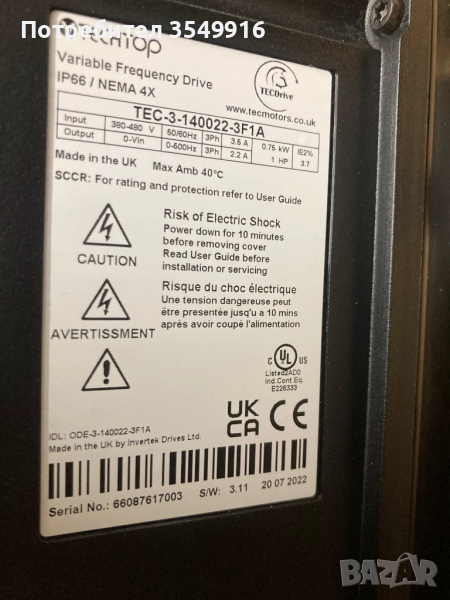 Потребител 3549916
TECHTOP
Variable Frequency Drive
IP66 / NEMA 4X
TECDrive
www.tecmotors.co.uk
TEC-3-140022-3F1A
Input 380-480 V 50/60Hz 3Ph 3.5 A 0.75 kW IE2%
Output 0-Vin 0-500Hz 3Ph 2.2 A 1 HP 3.7
Made in the UK Max Amb 40°C
SCCR: For rating and protection refer to User Guide
CAUTION
Risk of Electric Shock
Power down for 10 minutes
before removing cover
Read User Guide before
installation or servicing
AVERTISSMENT
Risque du choc électrique
Une tension dangereuse peut
être presentée jusqu'a 10 mins
après avoir coupé l'alimentation
C UL US
Listed2AD0
Ind.Cont.Eq.
E226333
UK
CA CE
IDL: ODE-3-140022-3F1A
Made in the UK by Invertek Drives Ltd.
Serial No.: 66087617003 S/W: 3.11 20 07 2022
BAZAR